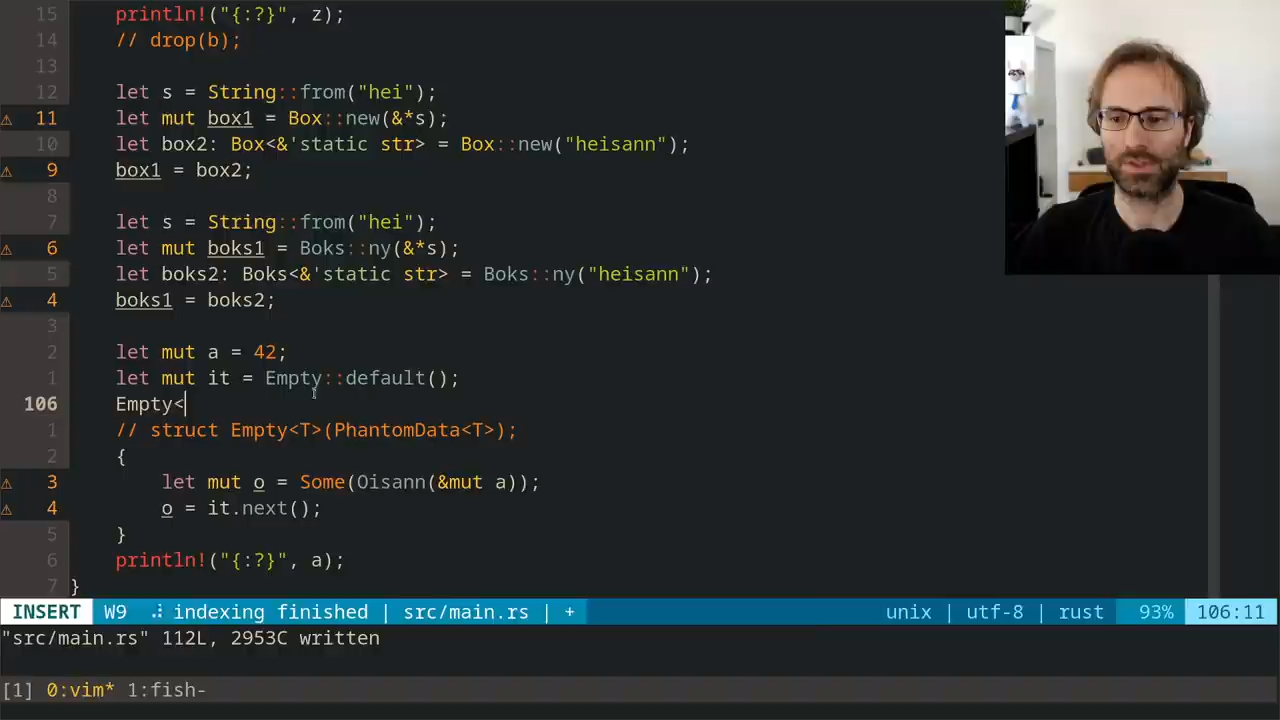 15 println!("{:?}", z);
14 // drop(b);
13
12 let s = String::from("hei");
⚠ 11 let mut box1 = Box::new(&*s);
10 let box2: Box<&'static str> = Box::new("heisann");
⚠ 9 box1 = box2;
8
7 let s = String::from("hei");
⚠ 6 let mut boks1 = Boks::ny(&*s);
5 let boks2: Boks<&'static str> = Boks::ny("heisann");
⚠ 4 boks1 = boks2;
3
2 let mut a = 42;
1 let mut it = Empty::default();
106 Empty<
1 // struct Empty<T>(PhantomData<T>);
2 {
⚠ 3 let mut o = Some(Oisann(&mut a));
⚠ 4 o = it.next();
5 }
6 println!("{:?}", a);
7 }
INSERT W9 ⠼ indexing finished | src/main.rs | + unix | utf-8 | rust 93% 106:11
"src/main.rs" 112L, 2953C written
[1] 0:vim* 1:fish-